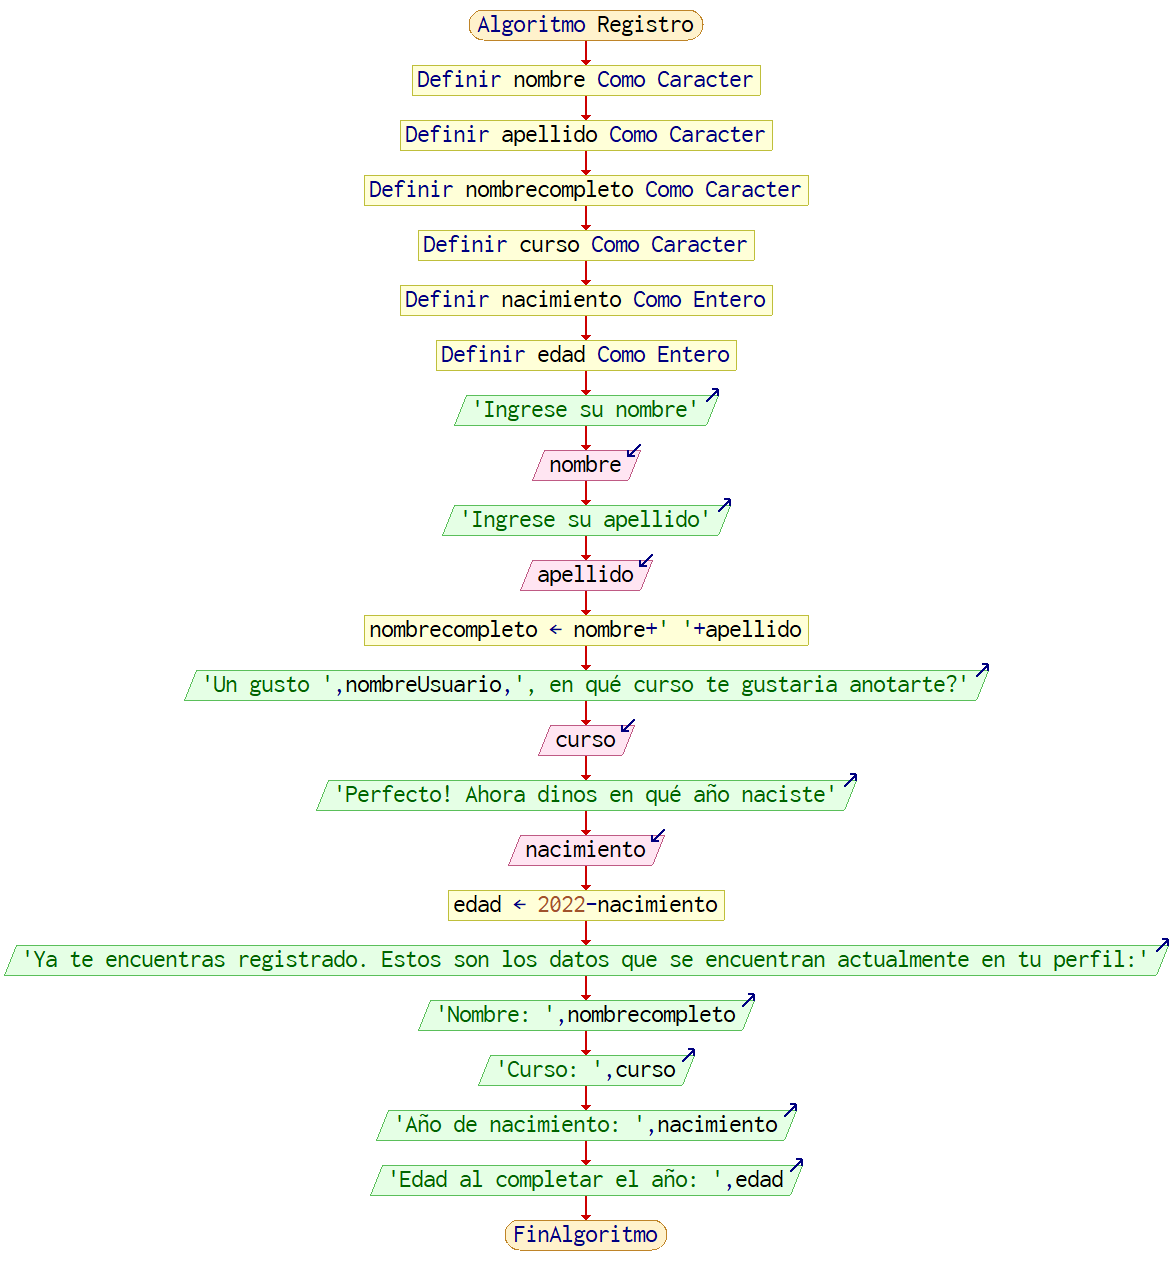 Algoritmo Registro
Definir nombre Como Caracter
Definir apellido Como Caracter
Definir nombrecompleto Como Caracter
Definir curso Como Caracter
Definir nacimiento Como Entero
Definir edad Como Entero
'Ingrese su nombre'
nombre
'Ingrese su apellido'
apellido
nombrecompleto ← nombre+' '+apellido
'Un gusto ',nombreUsuario,', en qué curso te gustaria anotarte?'
curso
'Perfecto! Ahora dinos en qué año naciste'
nacimiento
edad ← 2022-nacimiento
'Ya te encuentras registrado. Estos son los datos que se encuentran actualmente en tu perfil:'
'Nombre: ',nombrecompleto
'Curso: ',curso
'Año de nacimiento: ',nacimiento
'Edad al completar el año: ',edad
FinAlgoritmo